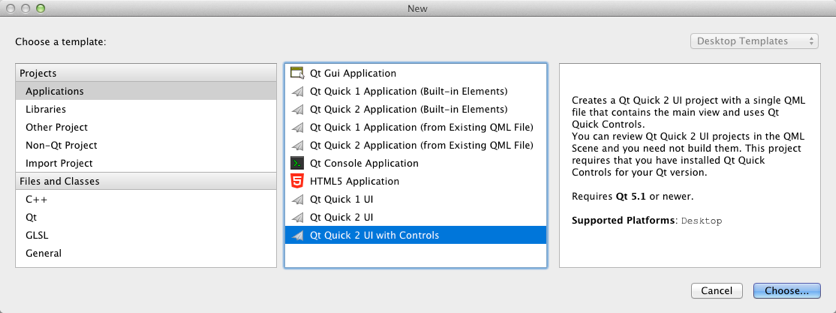 New
Choose a template:
Desktop Templates
Projects
Applications
Libraries
Other Project
Non-Qt Project
Import Project
Files and Classes
C++
Qt
GLSL
General
Qt Gui Application
Qt Quick 1 Application (Built-in Elements)
Qt Quick 2 Application (Built-in Elements)
Qt Quick 1 Application (from Existing QML File)
Qt Quick 2 Application (from Existing QML File)
Qt Console Application
HTML5 Application
Qt Quick 1 UI
Qt Quick 2 UI
Qt Quick 2 UI with Controls
Creates a Qt Quick 2 UI project with a single QML
file that contains the main view and uses Qt
Quick Controls.
You can review Qt Quick 2 UI projects in the QML
Scene and you need not build them. This project
requires that you have installed Qt Quick
Controls for your Qt version.
Requires Qt 5.1 or newer.
Supported Platforms: Desktop
Cancel
Choose...